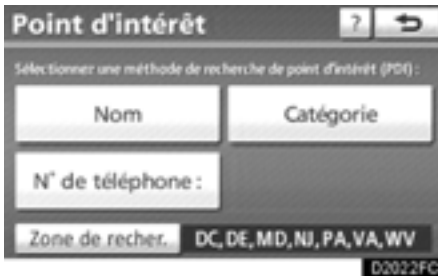 Point d'intérêt ?
Sélectionner une méthode de recherche de point d'intérêt (PDI) :
Nom Catégorie
N° de téléphone :
Zone de recher. DC, DE, MD, NJ, PA, VA, WV
D2022FC